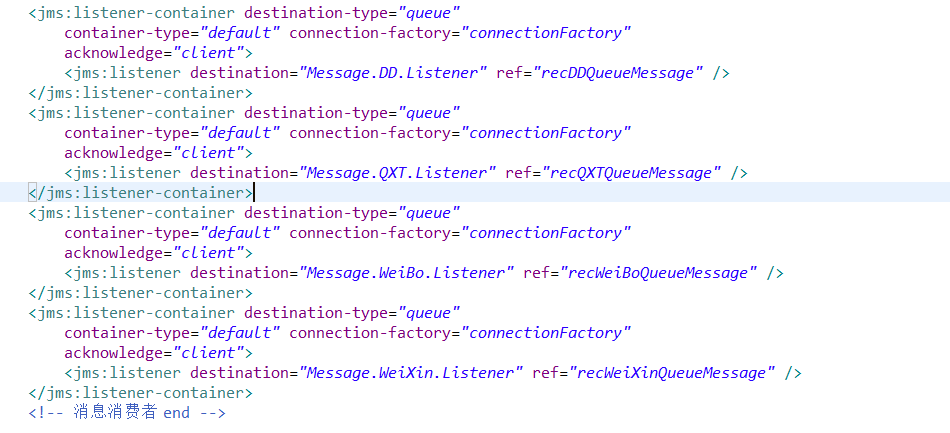 <jms:listener-container destination-type="queue"
    container-type="default" connection-factory="connectionFactory"
    acknowledge="client">
    <jms:listener destination="Message.DD.Listener" ref="recDDQueueMessage" />
</jms:listener-container>
<jms:listener-container destination-type="queue"
    container-type="default" connection-factory="connectionFactory"
    acknowledge="client">
    <jms:listener destination="Message.QXT.Listener" ref="recQXTQueueMessage" />
</jms:listener-container>
<jms:listener-container destination-type="queue"
    container-type="default" connection-factory="connectionFactory"
    acknowledge="client">
    <jms:listener destination="Message.WeiBo.Listener" ref="recWeiBoQueueMessage" />
</jms:listener-container>
<jms:listener-container destination-type="queue"
    container-type="default" connection-factory="connectionFactory"
    acknowledge="client">
    <jms:listener destination="Message.WeiXin.Listener" ref="recWeiXinQueueMessage" />
</jms:listener-container>
<!-- 消息消费者 end -->